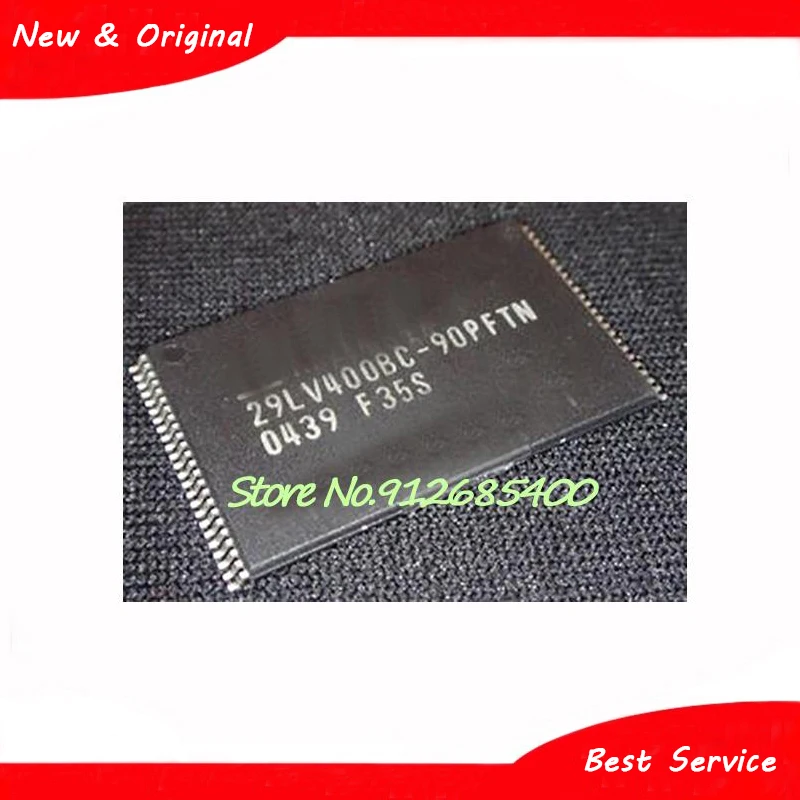 New & Original
29LV400BC-90PFTN
0439 F35S
Store No.912685400
Best Service